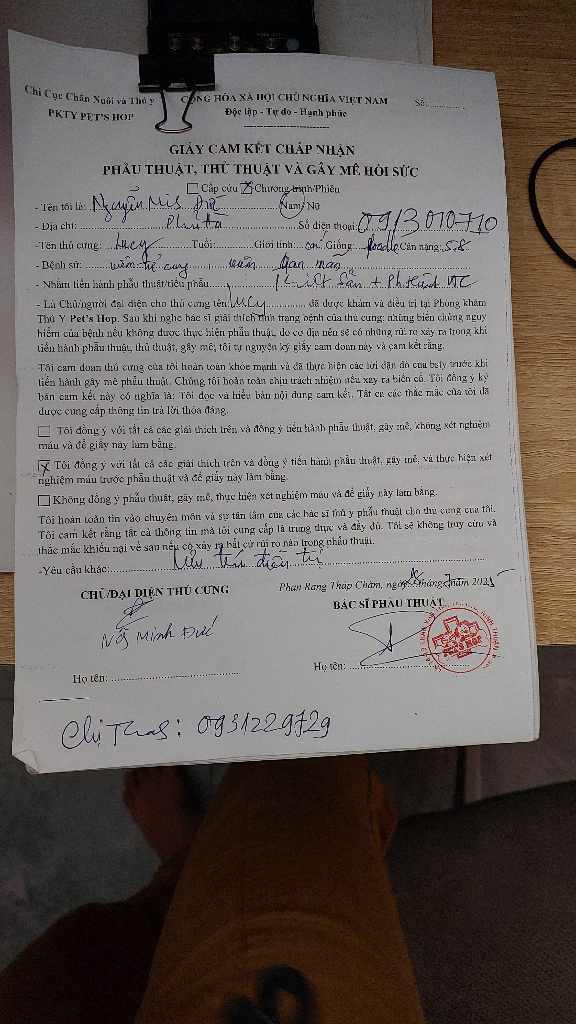 Chi Cục Chăn Nuôi và Thú y
PKTY PET'S HOP
CỘNG HÒA XÃ HỘI CHỦ NGHĨA VIỆT NAM
Độc lập - Tự do - Hạnh phúc
Số:
GIẤY CAM KẾT CHẤP NHẬN
PHẪU THUẬT, THỦ THUẬT VÀ GÂY MÊ HỒI SỨC
Cấp cứu Chương trình/Phiên
- Tên tôi là: Nguyễn Đức Nam/ Nữ
- Địa chỉ: Số điện thoại: 0913010710
-Tên thú cưng: Lucy Tuổi: Giới tính: cái Giống: Poodle Cân nặng: 5.8
- Bệnh sử: viêm tử cung, viêm gan mãn
- Nhằm tiến hành phẫu thuật/tiểu phẫu
- Là Chủ/người đại diện cho thú cưng tên: Lucy đã được khám và điều trị tại Phòng khám
Thú Y Pet's Hop. Sau khi nghe bác sĩ giải thích tình trạng bệnh của thú cưng; những biến chứng nguy
hiểm của bệnh nếu không được thực hiện phẫu thuật, do cơ địa nên sẽ có những rủi ro xảy ra trong khi
tiến hành phẫu thuật, thủ thuật, gây mê; tôi tự nguyện ký giấy cam đoan này và cam kết rằng.
Tôi cam đoan thú cưng của tôi hoàn toàn khỏe mạnh và đã thực hiện các lời dặn dò của bsty trước khi
tiến hành gây mê phẫu thuật. Chúng tôi hoàn toàn chịu trách nhiệm nếu xảy ra biến cố. Tôi đồng ý ký
bản cam kết này có nghĩa là: Tôi đọc và hiểu bản nội dung cam kết. Tất cả các thắc mắc của tôi đã
được cung cấp thông tin trả lời thỏa đáng.
Tôi đồng ý với tất cả các giải thích trên và đồng ý tiến hành phẫu thuật, gây mê, không xét nghiệm
máu và để giấy này làm bằng.
Tôi đồng ý với tất cả các giải thích trên và đồng ý tiến hành phẫu thuật, gây mê, và thực hiện xét
nghiệm máu trước phẫu thuật và để giấy này làm bằng.
Không đồng ý phẫu thuật, gây mê, thực hiện xét nghiệm máu và để giấy này làm bằng.
Tôi hoàn toàn tin vào chuyên môn và sự tận tâm của các bác sĩ thú y phẫu thuật cho thú cưng của tôi.
Tôi cam kết rằng tất cả thông tin mà tôi cung cấp là trung thực và đầy đủ. Tôi sẽ không truy cứu và
thắc mắc khiếu nại về sau nếu có xảy ra bất cứ rủi ro nào trong phẫu thuật.
-Yêu cầu khác: Lưu trú điều trị
CHỦ/ĐẠI DIỆN THÚ CƯNG
Phan Rang Tháp Chàm, ngày 28 tháng 7 năm 2025
BÁC SĨ PHẪU THUẬT
Minh Đức
PET'S HOP
Họ tên:
Họ tên:
Chị 0931229729